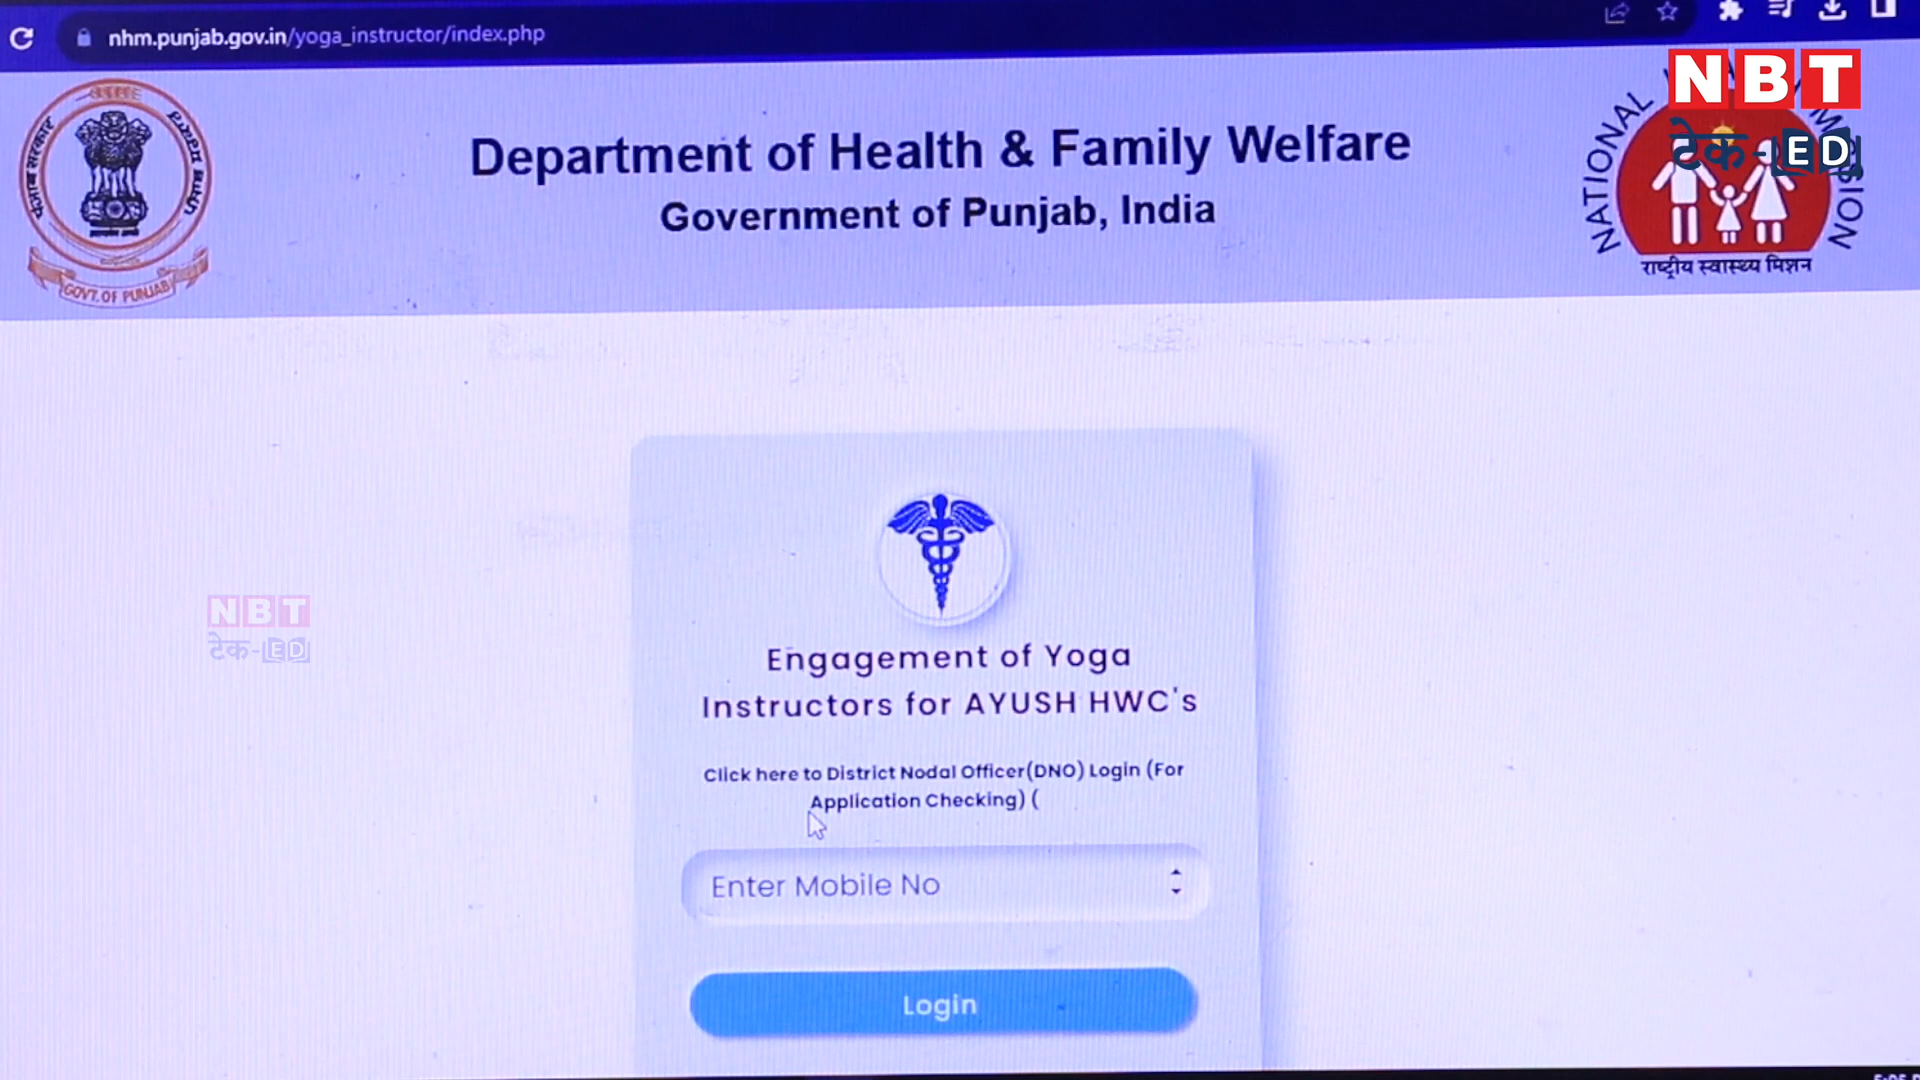 nhm.punjab.gov.in/yoga_instructor/index.php
NBT
टेक-ED
Department of Health & Family Welfare
Government of Punjab, India
GOVT. OF PUNJAB
NATIONAL
राष्ट्रीय स्वास्थ्य मिशन
NBT
टेक-ED
Engagement of Yoga
Instructors for AYUSH HWC's
Click here to District Nodal Officer(DNO) Login (For
Application Checking) (
Enter Mobile No
Login